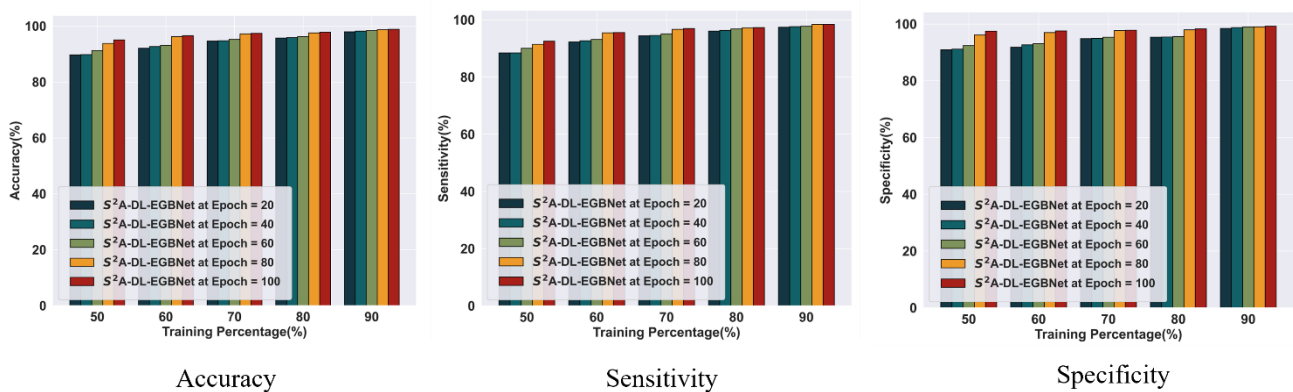 100
80
60
40
20
0
Accuracy(%)
S²A-DL-EGBNet at Epoch = 20
S²A-DL-EGBNet at Epoch = 40
S²A-DL-EGBNet at Epoch = 60
S²A-DL-EGBNet at Epoch = 80
S²A-DL-EGBNet at Epoch = 100
50 60 70 80 90
Training Percentage(%)
Accuracy
100
80
60
40
20
0
Sensitivity(%)
S²A-DL-EGBNet at Epoch = 20
S²A-DL-EGBNet at Epoch = 40
S²A-DL-EGBNet at Epoch = 60
S²A-DL-EGBNet at Epoch = 80
S²A-DL-EGBNet at Epoch = 100
50 60 70 80 90
Training Percentage(%)
Sensitivity
100
80
60
40
20
0
Specificity(%)
S²A-DL-EGBNet at Epoch = 20
S²A-DL-EGBNet at Epoch = 40
S²A-DL-EGBNet at Epoch = 60
S²A-DL-EGBNet at Epoch = 80
S²A-DL-EGBNet at Epoch = 100
50 60 70 80 90
Training Percentage(%)
Specificity